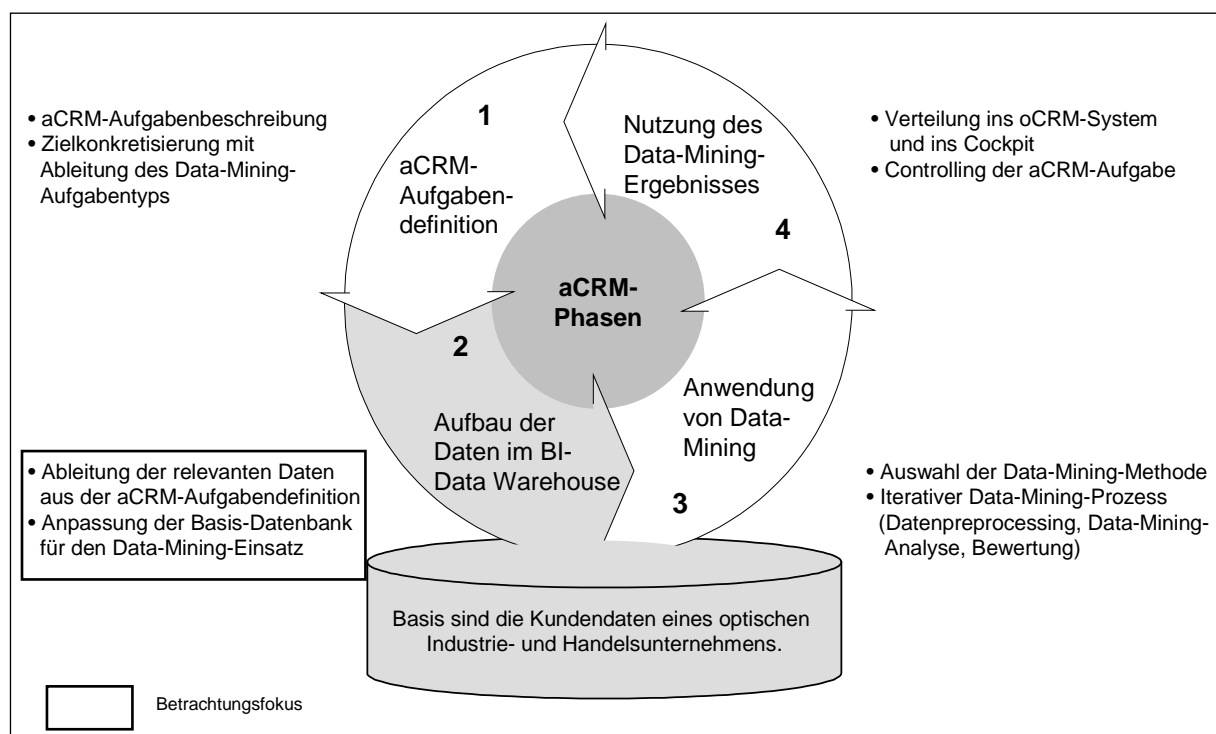 1
aCRM-
Aufgaben-
definition
• aCRM-Aufgabenbeschreibung
• Zielkonkretisierung mit
Ableitung des Data-Mining-
Aufgabentyps
2
Aufbau der
Daten im BI-
Data Warehouse
• Ableitung der relevanten Daten
aus der aCRM-Aufgabendefinition
• Anpassung der Basis-Datenbank
für den Data-Mining-Einsatz
Anwendung
von Data-
Mining
3
• Auswahl der Data-Mining-Methode
• Iterativer Data-Mining-Prozess
(Datenpreprocessing, Data-Mining-
Analyse, Bewertung)
Nutzung des
Data-Mining-
Ergebnisses
4
• Verteilung ins oCRM-System
und ins Cockpit
• Controlling der aCRM-Aufgabe
aCRM-
Phasen
Basis sind die Kundendaten eines optischen
Industrie- und Handelsunternehmens.
Betrachtungsfokus